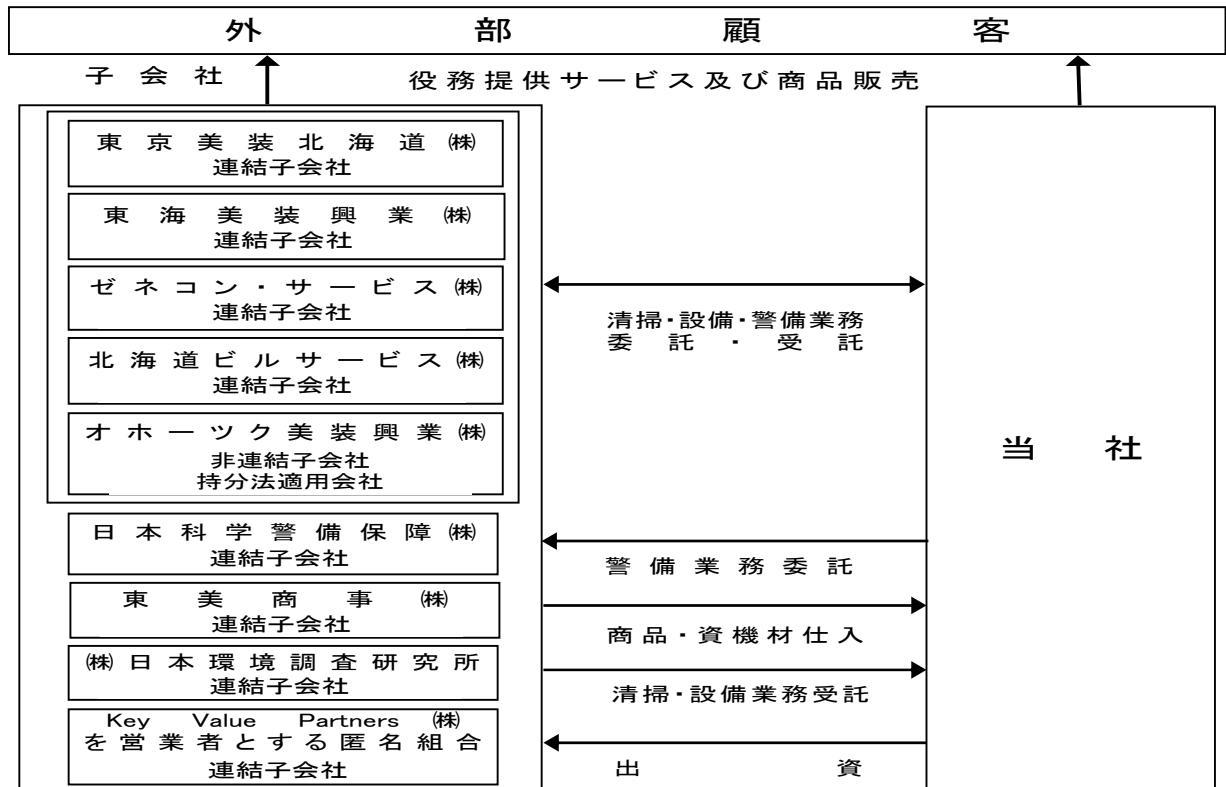 外部顧客
子会社
役務提供サービス及び商品販売
東京美装北海道㈱
連結子会社
東海美装興業㈱
連結子会社
ゼネコン・サービス㈱
連結子会社
北海道ビルサービス㈱
連結子会社
オホーツク美装興業㈱
非連結子会社
持分法適用会社
日本科学警備保障㈱
連結子会社
東美商事㈱
連結子会社
㈱日本環境調査研究所
連結子会社
Key Value Partners ㈱
を営業者とする匿名組合
連結子会社
清掃・設備・警備業務
委託・受託
警備業務委託
商品・資機材仕入
清掃・設備業務受託
出資
当社